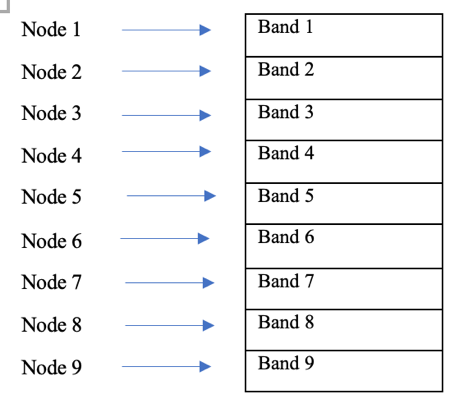 Node 1 Band 1
Node 2 Band 2
Node 3 Band 3
Node 4 Band 4
Node 5 Band 5
Node 6 Band 6
Node 7 Band 7
Node 8 Band 8
Node 9 Band 9